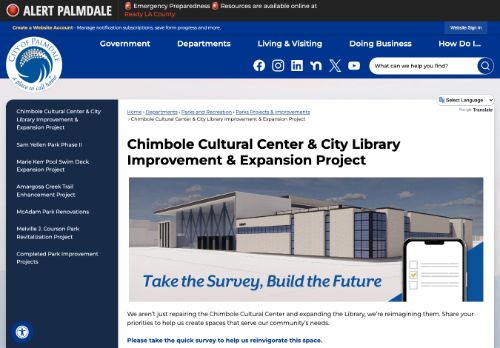 ALERT PALMDALE
🚨 Emergency Preparedness 🚨 Resources are available online at
Ready LA County.
Create a Website Account - Manage notification subscriptions, save form progress and more.
Website Sign In
CITY OF PALMDALE
a place to call home
Government
Departments
Living & Visiting
Doing Business
How Do I...
What can we help you find?
Chimbole Cultural Center & City
Library Improvement &
Expansion Project
Sam Yellen Park Phase II
Marie Kerr Pool Swim Deck
Expansion Project
Amargosa Creek Trail
Enhancement Project
McAdam Park Renovations
Melville J. Courson Park
Revitalization Project
Completed Park Improvement
Projects
Select Language
Google Translate
Home › Departments › Parks and Recreation › Parks Projects & Improvements
› Chimbole Cultural Center & City Library Improvement & Expansion Project
Chimbole Cultural Center & City Library
Improvement & Expansion Project
Take the Survey, Build the Future
We aren't just repairing the Chimbole Cultural Center and expanding the Library, we're reimagining them. Share your
priorities to help us create spaces that serve our community's needs.
Please take the quick survey to help us reinvigorate this space.